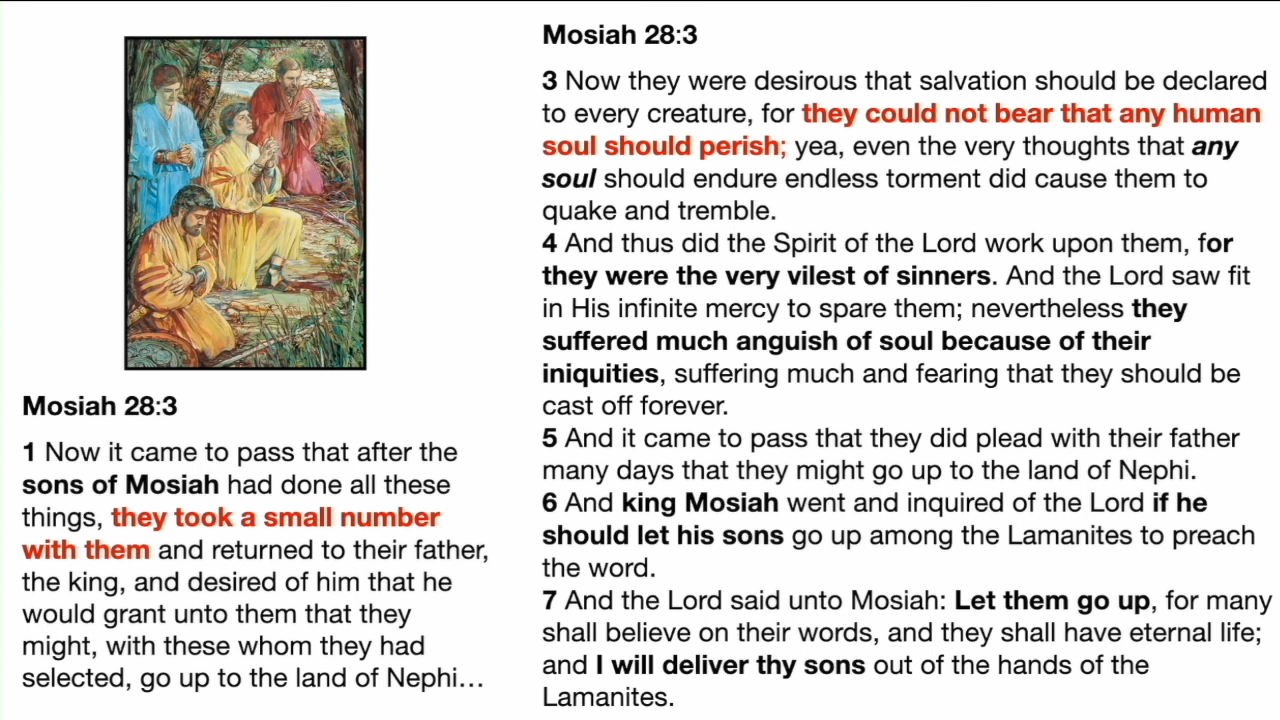 Mosiah 28:3
1 Now it came to pass that after the
sons of Mosiah had done all these
things, they took a small number
with them and returned to their father,
the king, and desired of him that he
would grant unto them that they
might, with these whom they had
selected, go up to the land of Nephi…
Mosiah 28:3
3 Now they were desirous that salvation should be declared
to every creature, for they could not bear that any human
soul should perish; yea, even the very thoughts that any
soul should endure endless torment did cause them to
quake and tremble.
4 And thus did the Spirit of the Lord work upon them, for
they were the very vilest of sinners. And the Lord saw fit
in His infinite mercy to spare them; nevertheless they
suffered much anguish of soul because of their
iniquities, suffering much and fearing that they should be
cast off forever.
5 And it came to pass that they did plead with their father
many days that they might go up to the land of Nephi.
6 And king Mosiah went and inquired of the Lord if he
should let his sons go up among the Lamanites to preach
the word.
7 And the Lord said unto Mosiah: Let them go up, for many
shall believe on their words, and they shall have eternal life;
and I will deliver thy sons out of the hands of the
Lamanites.